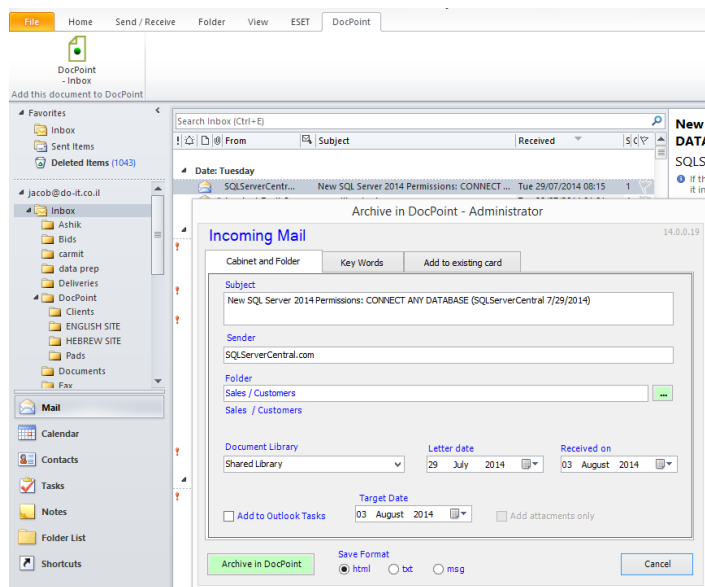 File Home Send / Receive Folder View ESET DocPoint
DocPoint
- Inbox
Add this document to DocPoint
Favorites
Inbox
Sent Items
Deleted Items (1043)
jacob@do-it.co.il
Inbox
Ashik
Bids
carmit
data prep
Deliveries
DocPoint
Clients
ENGLISH SITE
HEBREW SITE
Pads
Documents
Fax
Mail
Calendar
Contacts
Tasks
Notes
Folder List
Shortcuts
Search Inbox (Ctrl+E)
From Subject Received S
Date: Tuesday
SQLServerCentr... New SQL Server 2014 Permissions: CONNECT ... Tue 29/07/2014 08:15 1
New
DATA
SQLS
If th
it in
Archive in DocPoint - Administrator
Incoming Mail 14.0.0.19
Cabinet and Folder Key Words Add to existing card
Subject
New SQL Server 2014 Permissions: CONNECT ANY DATABASE (SQLServerCentral 7/29/2014)
Sender
SQLServerCentral.com
Folder
Sales / Customers ...
Sales / Customers
Document Library Letter date Received on
Shared Library 29 July 2014 03 August 2014
Target Date
Add to Outlook Tasks 03 August 2014 Add attacments only
Save Format
Archive in DocPoint html txt msg Cancel